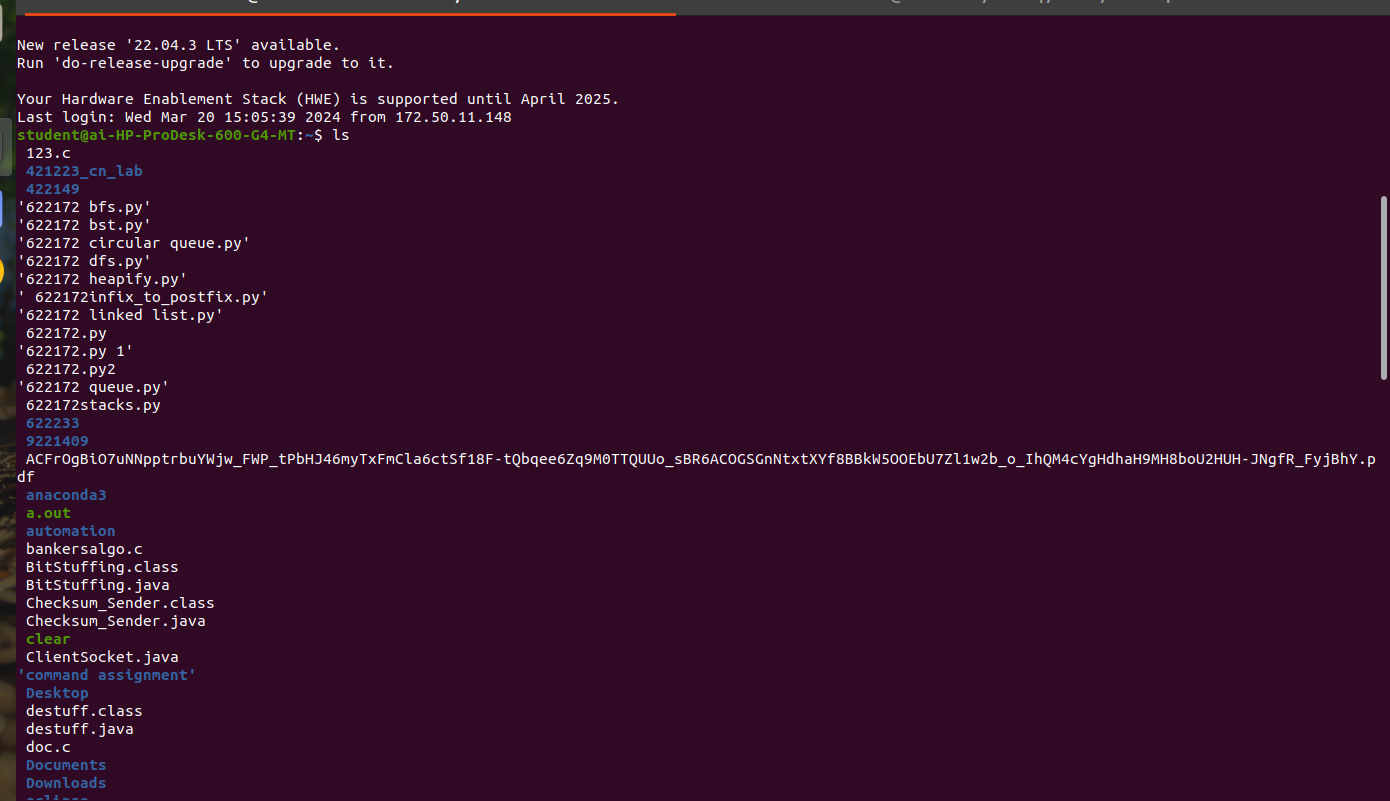 New release '22.04.3 LTS' available.
Run 'do-release-upgrade' to upgrade to it.
Your Hardware Enablement Stack (HWE) is supported until April 2025.
Last login: Wed Mar 20 15:05:39 2024 from 172.50.11.148
student@ai-HP-ProDesk-600-G4-MT:~$ ls
123.c
421223_cn_lab
422149
'622172 bfs.py'
'622172 bst.py'
'622172 circular queue.py'
'622172 dfs.py'
'622172 heapify.py'
' 622172infix_to_postfix.py'
'622172 linked list.py'
622172.py
'622172.py 1'
622172.py2
'622172 queue.py'
622172stacks.py
622233
9221409
ACFrOgBiO7uNNpptrbuYWjw_FWP_tPbHJ46myTxFmCla6ctSf18F-tQbqee6Zq9M0TTQUUo_sBR6ACOGSGnNtxtXYf8BBkW5OOEbU7Zl1w2b_o_IhQM4cYgHdhaH9MH8boU2HUH-JNgfR_FyjBhY.p
df
anaconda3
a.out
automation
bankersalgo.c
BitStuffing.class
BitStuffing.java
Checksum_Sender.class
Checksum_Sender.java
clear
ClientSocket.java
'command assignment'
Desktop
destuff.class
destuff.java
doc.c
Documents
Downloads